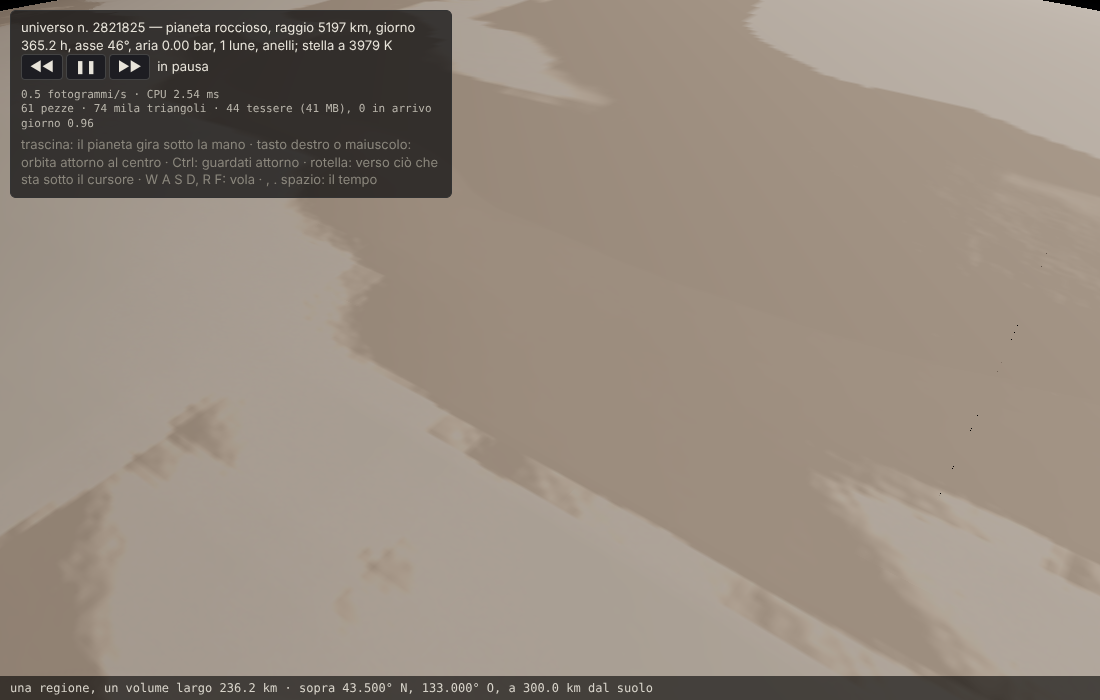 universo n. 2821825 — pianeta roccioso, raggio 5197 km, giorno
365.2 h, asse 46°, aria 0.00 bar, 1 lune, anelli; stella a 3979 K
in pausa
0.5 fotogrammi/s · CPU 2.54 ms
61 pezze · 74 mila triangoli · 44 tessere (41 MB), 0 in arrivo
giorno 0.96
trascina: il pianeta gira sotto la mano · tasto destro o maiuscolo:
orbita attorno al centro · Ctrl: guardati attorno · rotella: verso ciò che
sta sotto il cursore · W A S D, R F: vola · , . spazio: il tempo
una regione, un volume largo 236.2 km · sopra 43.500° N, 133.000° O, a 300.0 km dal suolo